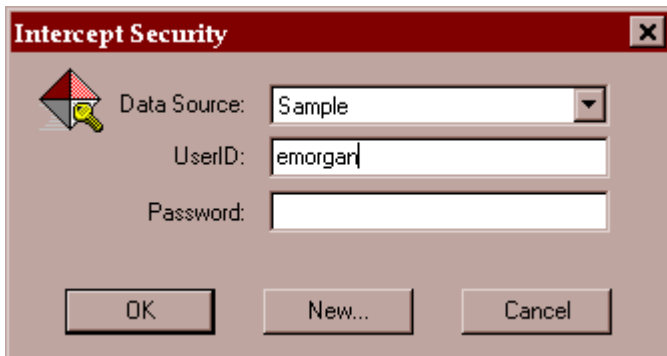 Intercept Security
Data Source: Sample
UserID: emorgan
Password:
OK New... Cancel